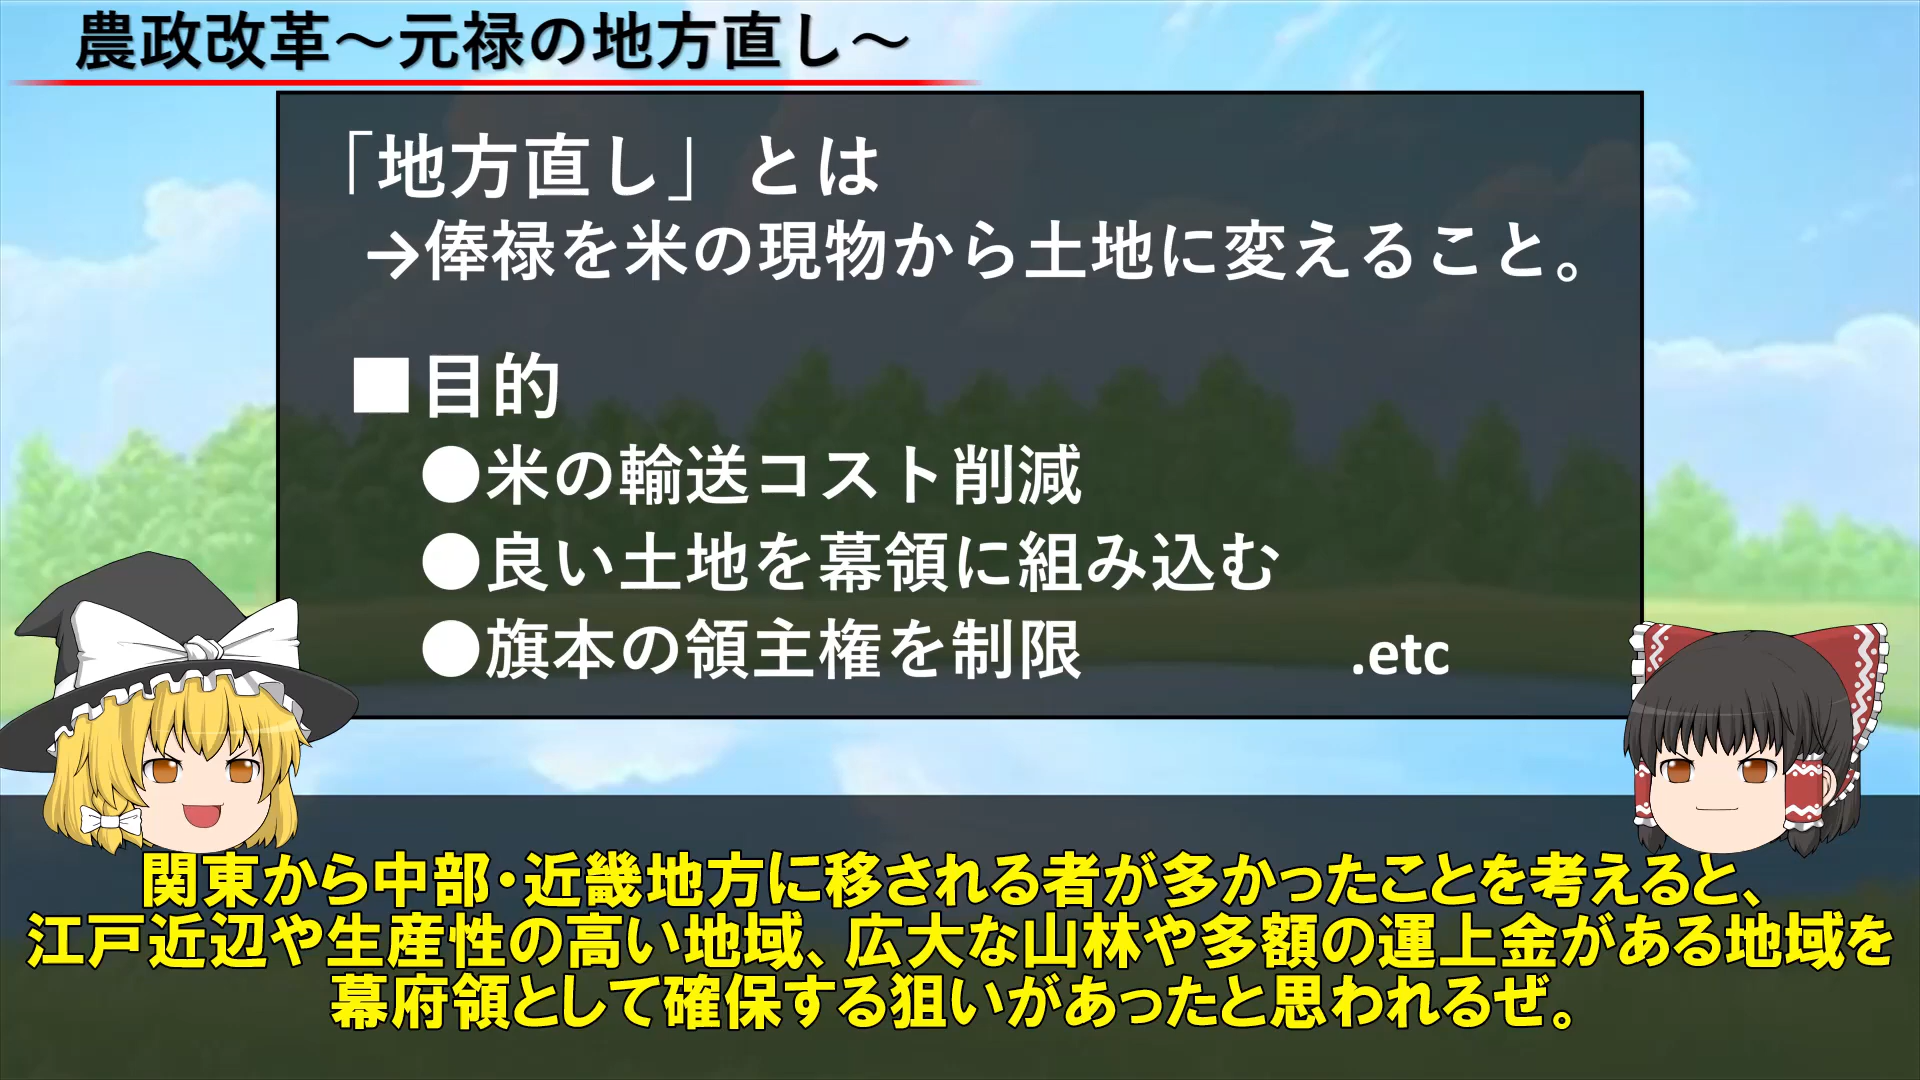 農政改革～元禄の地方直し～
「地方直し」とは
→俸禄を米の現物から土地に変えること。
■目的
●米の輸送コスト削減
●良い土地を幕領に組み込む
●旗本の領主権を制限 .etc
関東から中部・近畿地方に移される者が多かったことを考えると、
江戸近辺や生産性の高い地域、広大な山林や多額の運上金がある地域を
幕府領として確保する狙いがあったと思われるぜ。